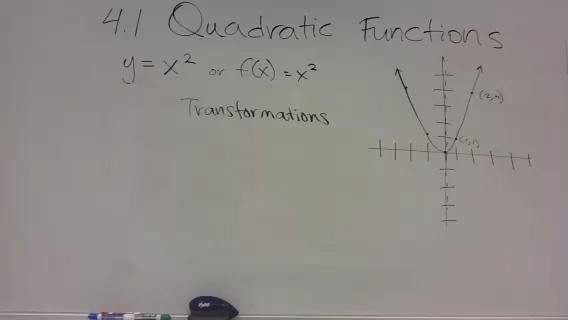 4.1 Quadratic Functions
y = x² or f(x) = x²
Transformations
(2,4)
(1,1)